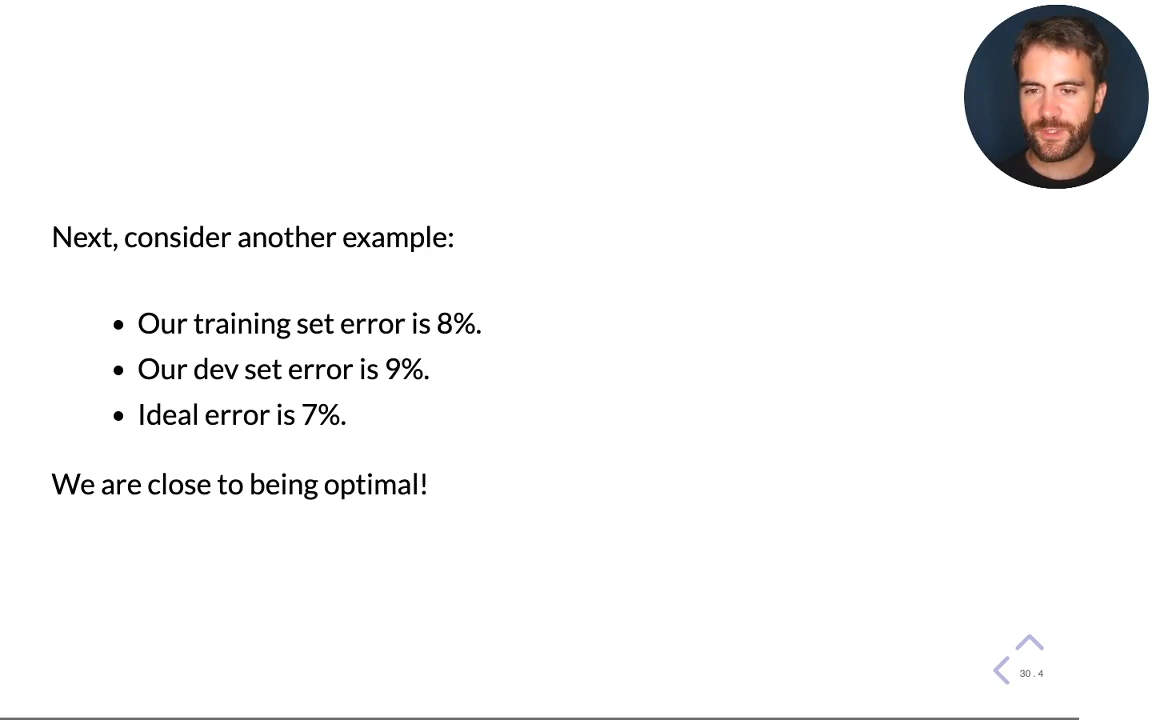 Next, consider another example:
• Our training set error is 8%.
• Our dev set error is 9%.
• Ideal error is 7%.
We are close to being optimal!
30 . 4